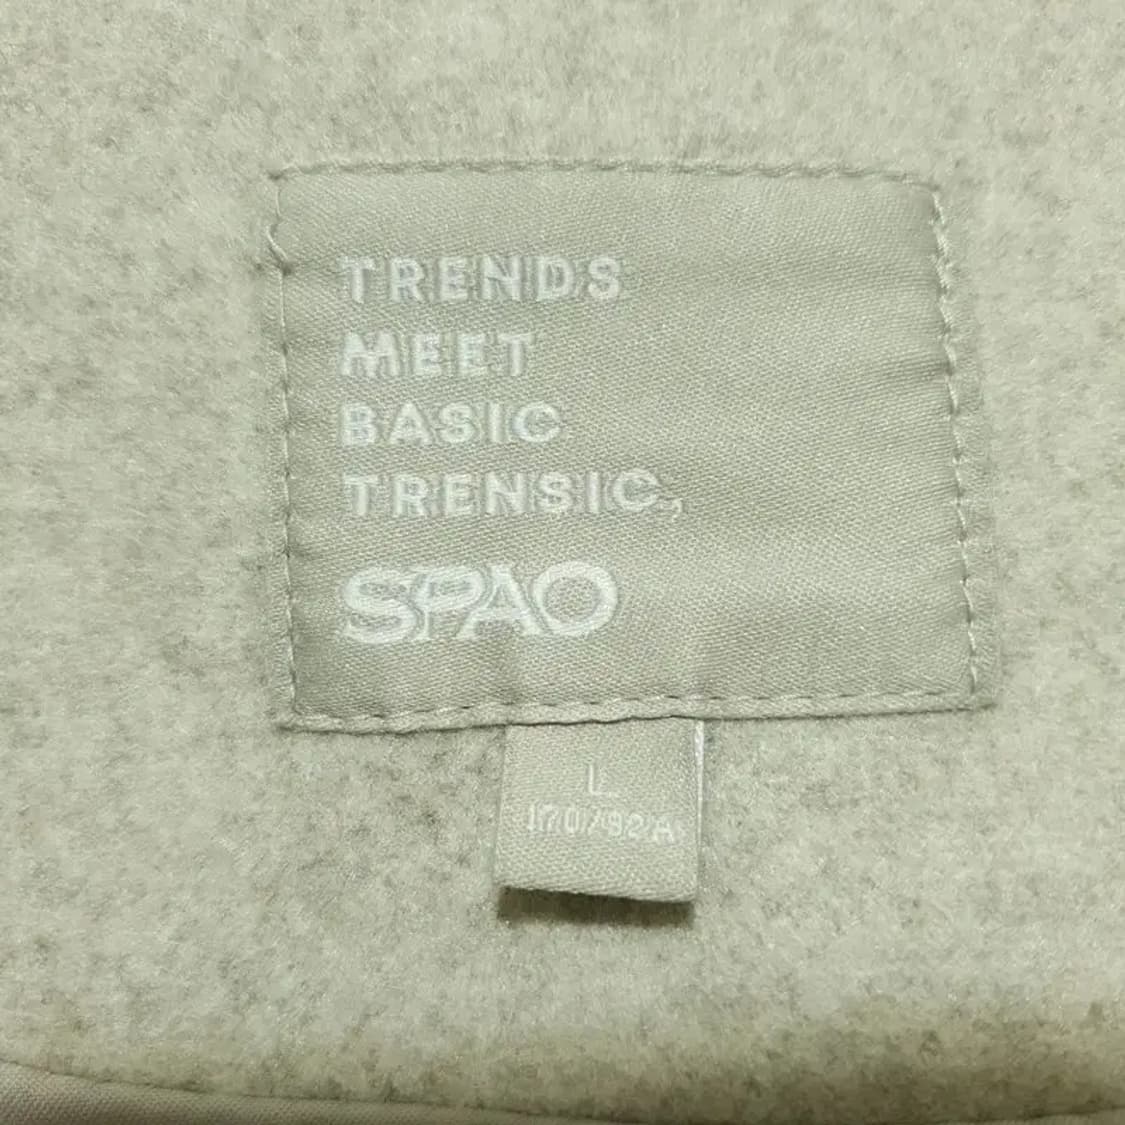 TRENDS
MEET
BASIC
TRENSIC,
SPAO
L
170/92A